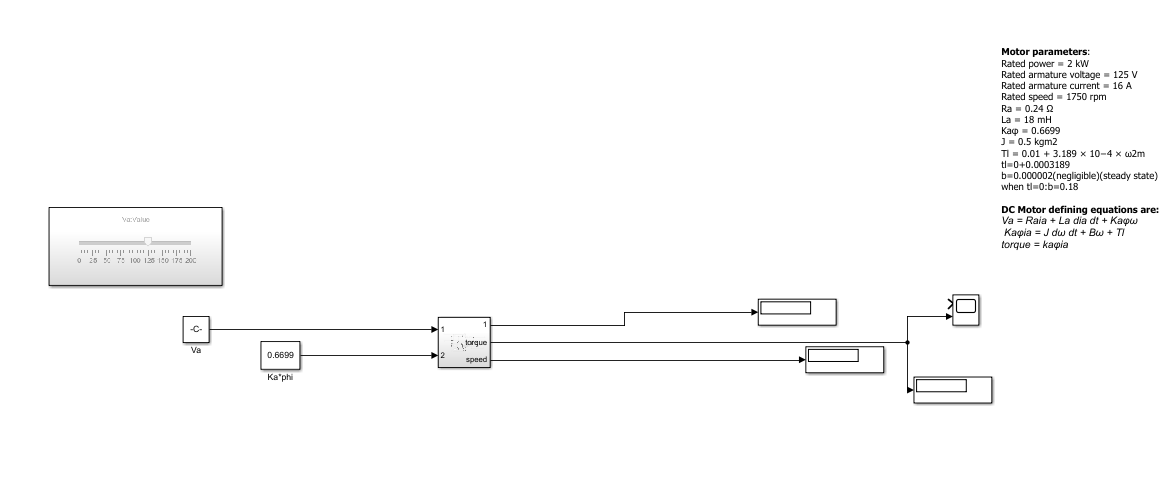 Motor parameters:
Rated power = 2 kW
Rated armature voltage = 125 V
Rated armature current = 16 A
Rated speed = 1750 rpm
Ra = 0.24 Ω
La = 18 mH
Kaφ = 0.6699
J = 0.5 kgm2
Tl = 0.01 + 3.189 × 10−4 × ω2m
tl=0+0.0003189
b=0.000002(negligible)(steady state)
when tl=0:b=0.18
DC Motor defining equations are:
Va = Raia + La dia dt + Kaφω
Kaφia = J dω dt + Bω + Tl
torque = kaφia
Va:Value
0 25 50 75 100 125 150 175 200
-C-
Va
0.6699
Ka*phi
1
2
1
torque
speed